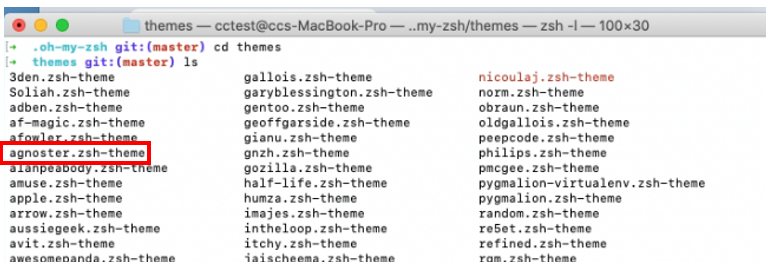 themes — cctest@ccs-MacBook-Pro — ..my-zsh/themes — zsh -l — 100×30
[➜  .oh-my-zsh git:(master) cd themes
[➜  themes git:(master) ls
3den.zsh-theme gallois.zsh-theme nicoulaj.zsh-theme
Soliah.zsh-theme garyblessington.zsh-theme norm.zsh-theme
adben.zsh-theme gentoo.zsh-theme obraun.zsh-theme
af-magic.zsh-theme geoffgarside.zsh-theme oldgallois.zsh-theme
afowler.zsh-theme gianu.zsh-theme peepcode.zsh-theme
agnoster.zsh-theme gnzh.zsh-theme philips.zsh-theme
alanpeabody.zsh-theme gozilla.zsh-theme pmcgee.zsh-theme
amuse.zsh-theme half-life.zsh-theme pygmalion-virtualenv.zsh-theme
apple.zsh-theme humza.zsh-theme pygmalion.zsh-theme
arrow.zsh-theme imajes.zsh-theme random.zsh-theme
aussiegeek.zsh-theme intheloop.zsh-theme re5et.zsh-theme
avit.zsh-theme itchy.zsh-theme refined.zsh-theme
awesomepanda.zsh-theme jaischeema.zsh-theme rgm.zsh-theme